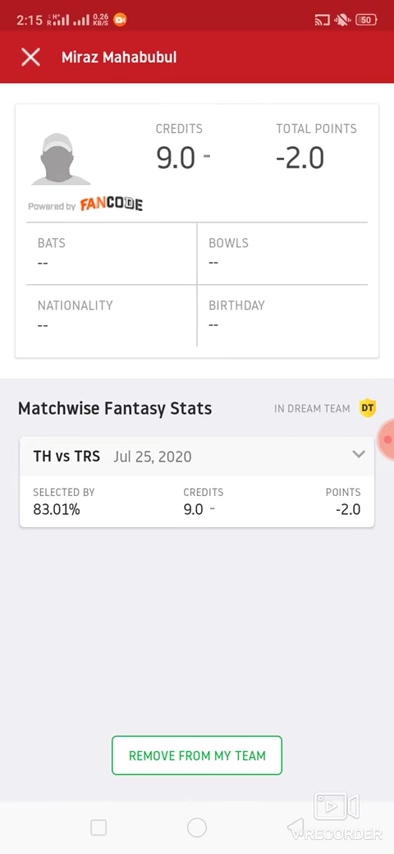 2:15 R H+ 0.26 KB/S 50
Miraz Mahabubul
CREDITS TOTAL POINTS
9.0 - -2.0
Powered by FANCODE
BATS BOWLS
-- --
NATIONALITY BIRTHDAY
-- --
Matchwise Fantasy Stats IN DREAM TEAM DT
TH vs TRS Jul 25, 2020
SELECTED BY CREDITS POINTS
83.01% 9.0 - -2.0
REMOVE FROM MY TEAM
V RECORDER